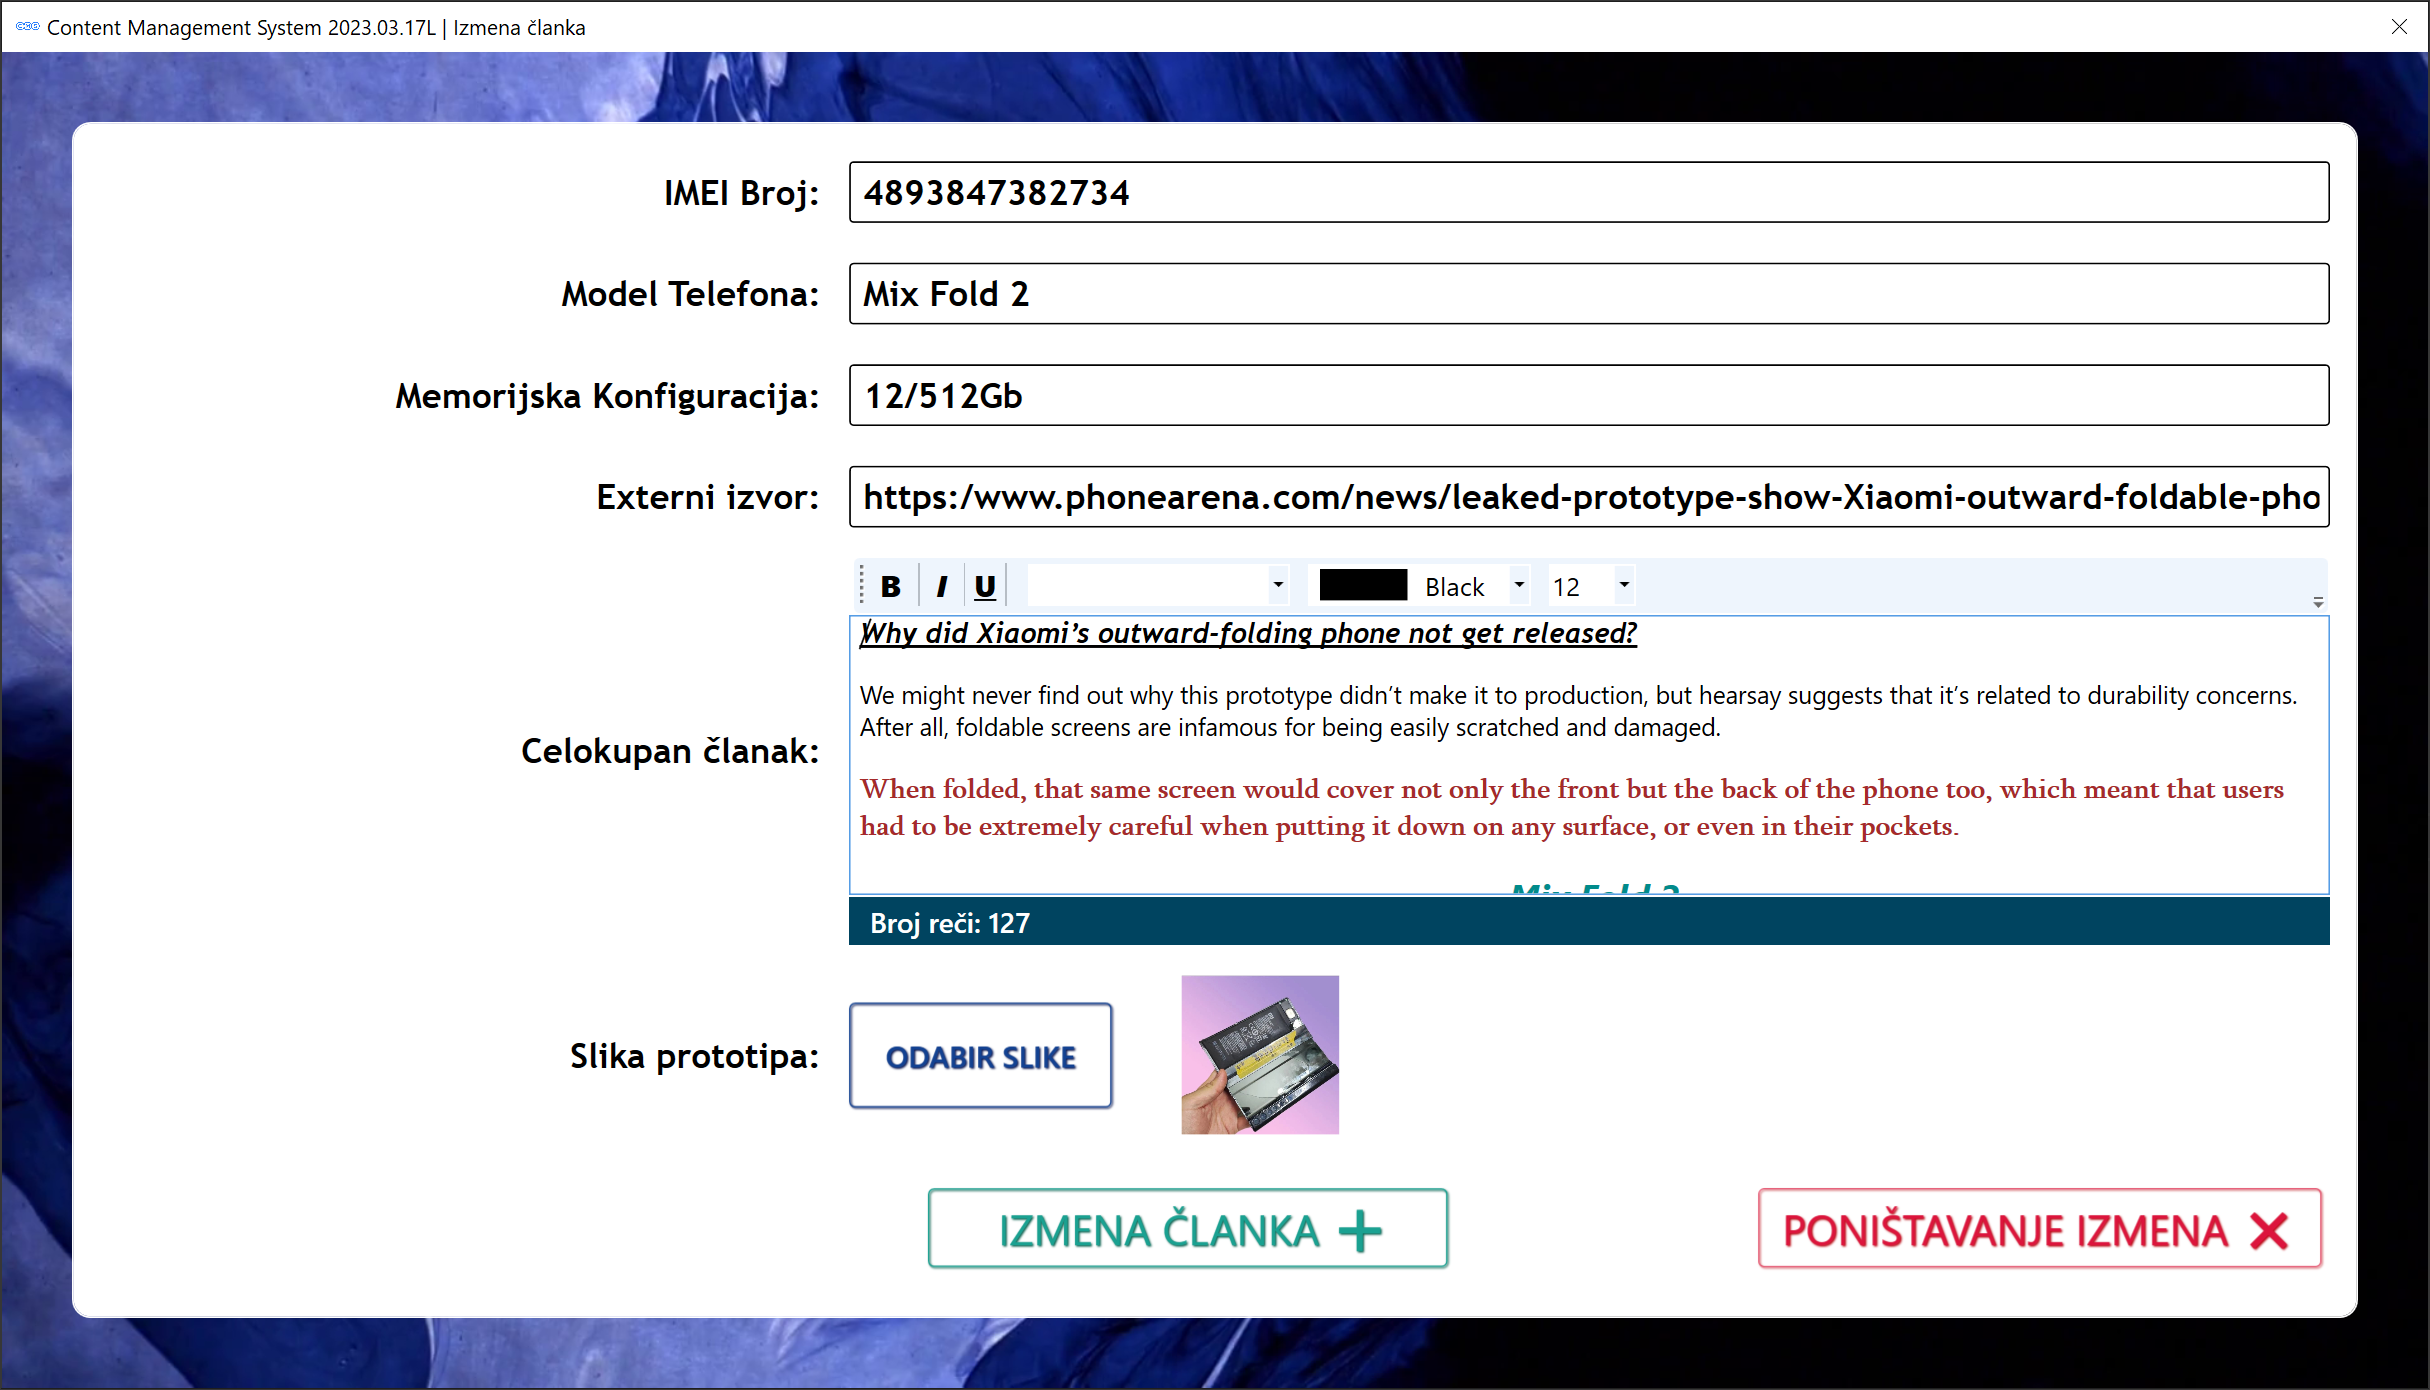 Content Management System 2023.03.17L | Izmena članka
IMEI Broj: 4893847382734
Model Telefona: Mix Fold 2
Memorijska Konfiguracija: 12/512Gb
Externi izvor: https:/www.phonearena.com/news/leaked-prototype-show-Xiaomi-outward-foldable-pho
B I U Black 12
Why did Xiaomi’s outward-folding phone not get released?
We might never find out why this prototype didn’t make it to production, but hearsay suggests that it’s related to durability concerns.
After all, foldable screens are infamous for being easily scratched and damaged.
Celokupan članak:
When folded, that same screen would cover not only the front but the back of the phone too, which meant that users
had to be extremely careful when putting it down on any surface, or even in their pockets.
Mix Fold 2
Broj reči: 127
Slika prototipa: ODABIR SLIKE
IZMENA ČLANKA
PONIŠTAVANJE IZMENA